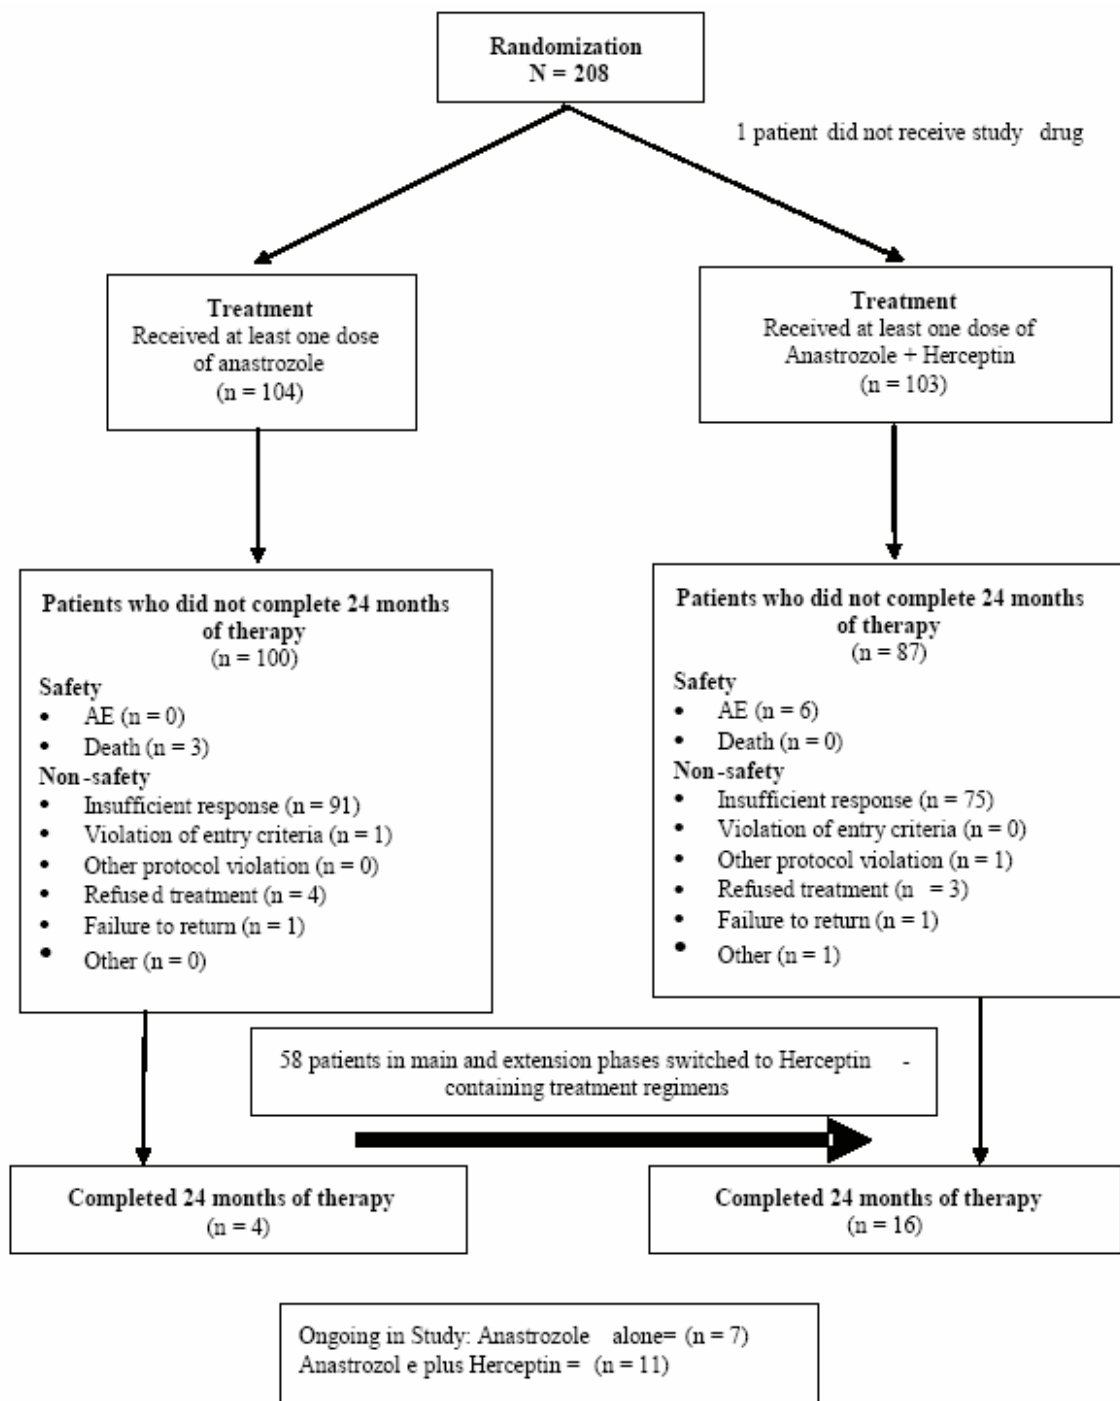 Randomization
N = 208
1 patient did not receive study drug
Treatment
Received at least one dose
of anastrozole
(n = 104)
Treatment
Received at least one dose of
Anastrozole + Herceptin
(n = 103)
Patients who did not complete 24 months
of therapy
(n = 100)
Safety
• AE (n = 0)
• Death (n = 3)
Non-safety
• Insufficient response (n = 91)
• Violation of entry criteria (n = 1)
• Other protocol violation (n = 0)
• Refused treatment (n = 4)
• Failure to return (n = 1)
• Other (n = 0)
Patients who did not complete 24 months
of therapy
(n = 87)
Safety
• AE (n = 6)
• Death (n = 0)
Non-safety
• Insufficient response (n = 75)
• Violation of entry criteria (n = 0)
• Other protocol violation (n = 1)
• Refused treatment (n = 3)
• Failure to return (n = 1)
• Other (n = 1)
58 patients in main and extension phases switched to Herceptin -
containing treatment regimens
Completed 24 months of therapy
(n = 4)
Completed 24 months of therapy
(n = 16)
Ongoing in Study: Anastrozole alone= (n = 7)
Anastrozol e plus Herceptin = (n = 11)